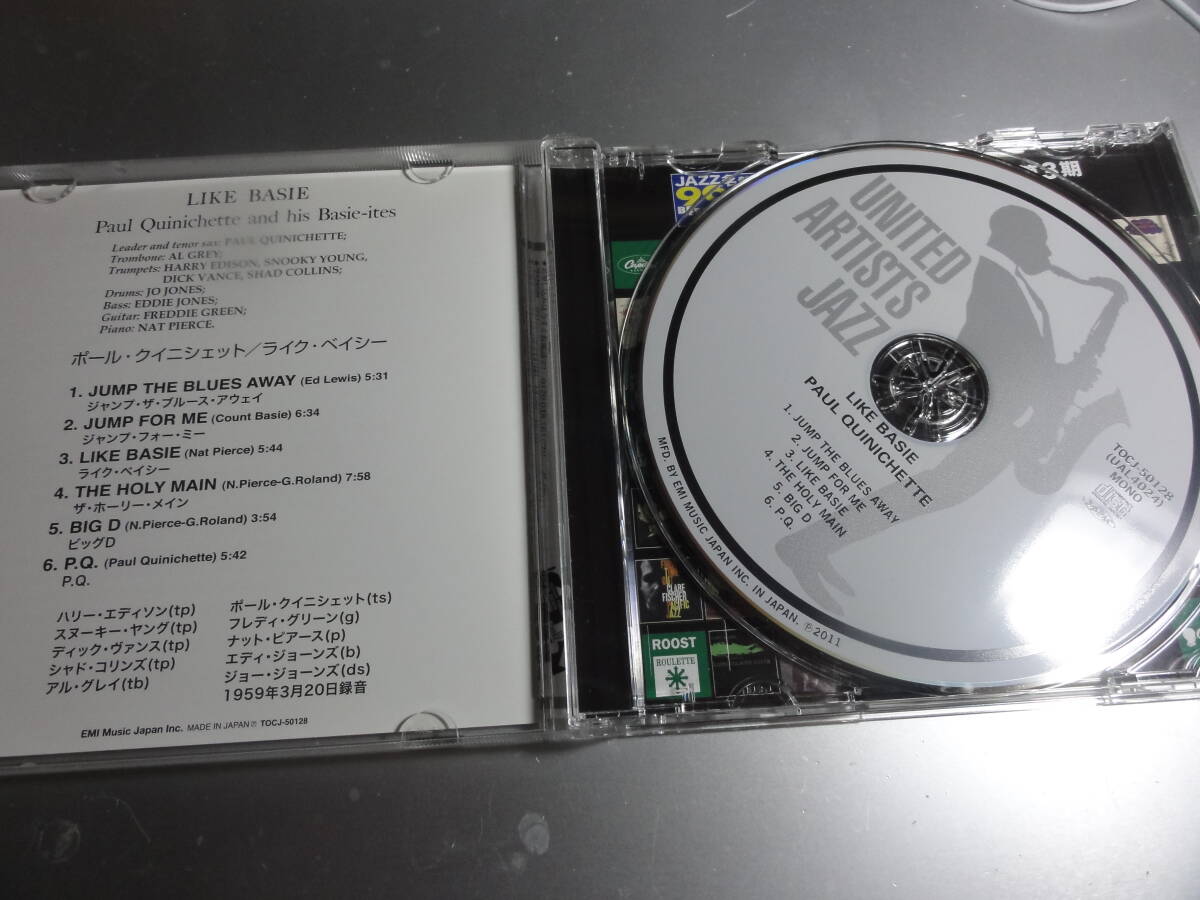 LIKE BASIE
Paul Quinichette and his Basie-ites
Leader and tenor sax: PAUL QUINICHETTE;
Trombone: AL GREY;
Trumpets: HARRY EDISON, SNOOKY YOUNG,
DICK VANCE, SHAD COLLINS;
Drums: JO JONES;
Bass: EDDIE JONES;
Guitar: FREDDIE GREEN;
Piano: NAT PIERCE.
ポール・クイニシェット／ライク・ベイシー
1. JUMP THE BLUES AWAY (Ed Lewis) 5:31
ジャンプ・ザ・ブルース・アウェイ
2. JUMP FOR ME (Count Basie) 6:34
ジャンプ・フォー・ミー
3. LIKE BASIE (Nat Pierce) 5:44
ライク・ベイシー
4. THE HOLY MAIN (N.Pierce-G.Roland) 7:58
ザ・ホーリー・メイン
5. BIG D (N.Pierce-G.Roland) 3:54
ビッグD
6. P.Q. (Paul Quinichette) 5:42
P.Q.
ハリー・エディソン(tp)
スヌーキー・ヤング(tp)
ディック・ヴァンス(tp)
シャド・コリンズ(tp)
アル・グレイ(tb)
ポール・クイニシェット(ts)
フレディ・グリーン(g)
ナット・ピアース(p)
エディ・ジョーンズ(b)
ジョー・ジョーンズ(ds)
1959年3月20日録音
EMI Music Japan Inc. MADE IN JAPAN Ⓟ TOCJ-50128
JAZZ名
3期
UNITED
ARTISTS
JAZZ
LIKE BASIE
PAUL QUINICHETTE
1. JUMP THE BLUES AWAY
2. JUMP FOR ME
3. LIKE BASIE
4. THE HOLY MAIN
5. BIG D
6. P.Q.
TOCJ-50128
(UAL4024)
MONO
MFD. BY EMI MUSIC JAPAN INC. IN JAPAN. Ⓟ2011
Capitol
CLARE
FISCHER
JAZZ
ROOST
ROULETTE